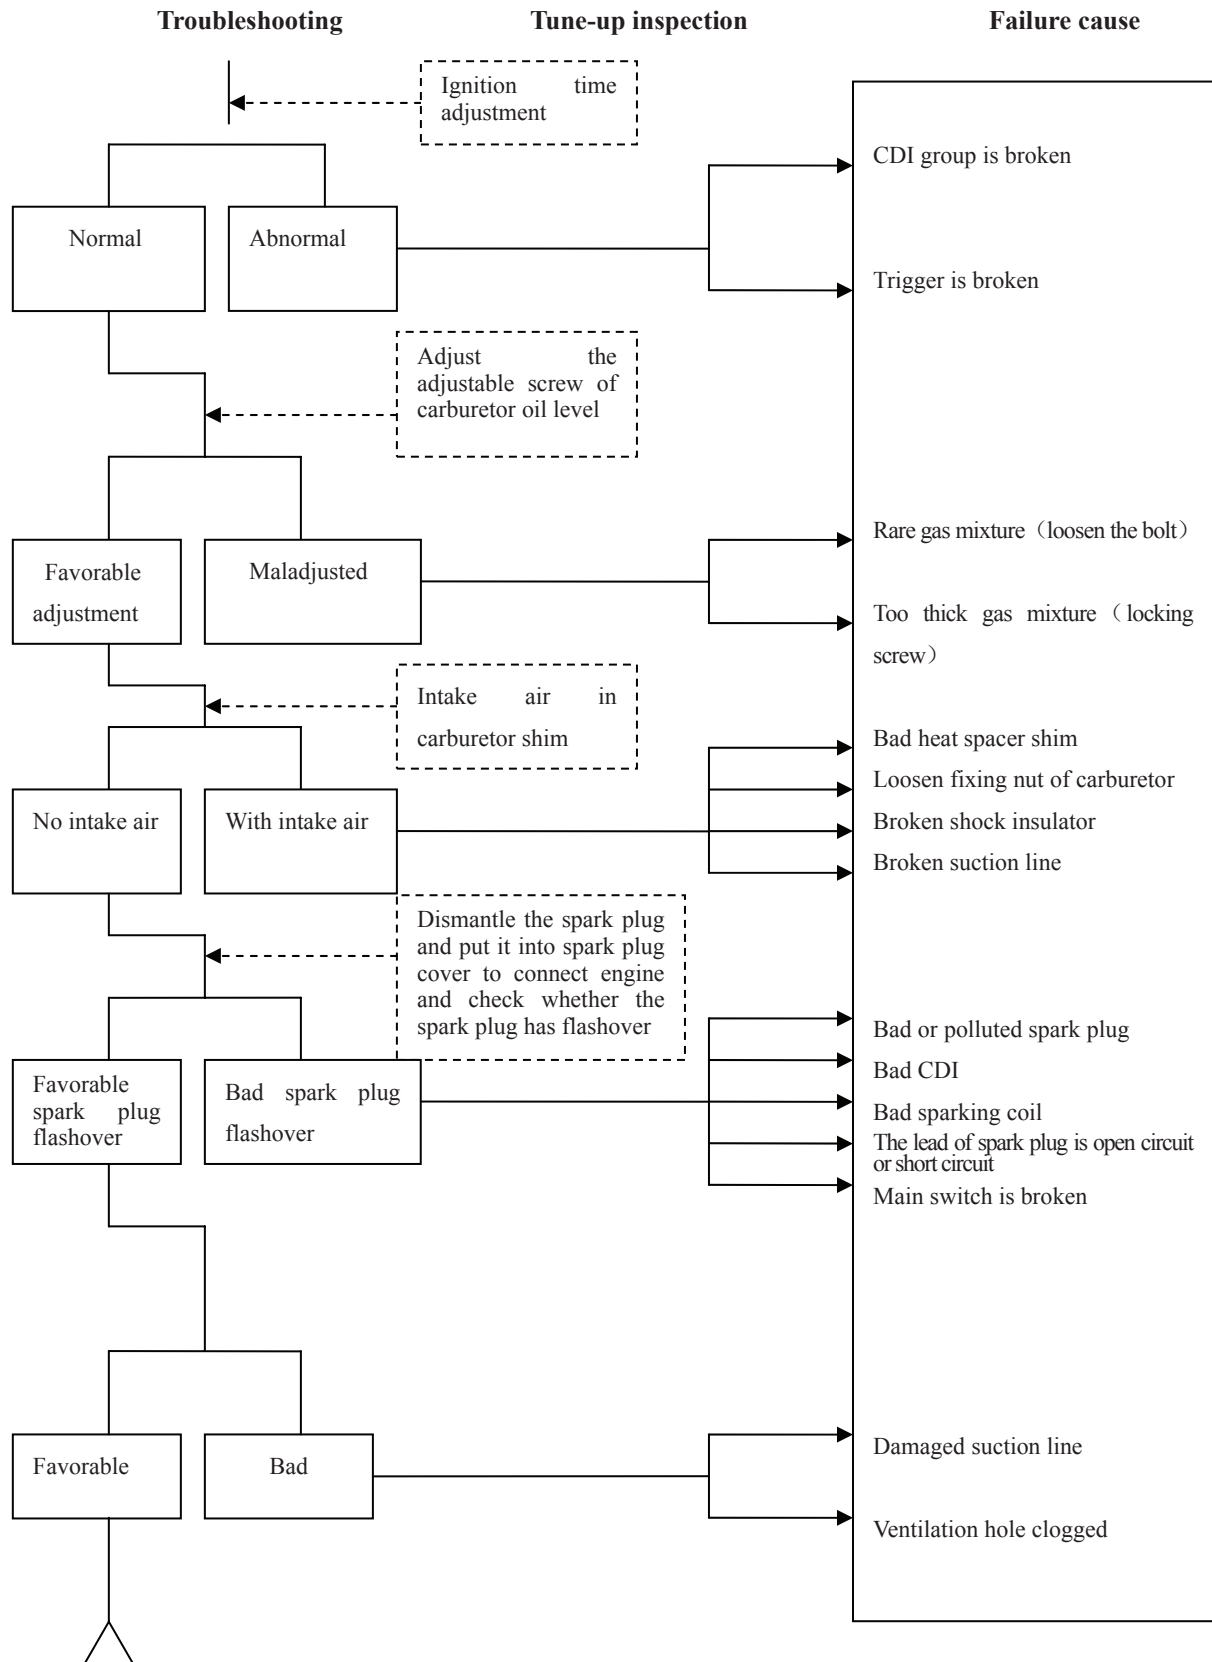 Troubleshooting Tune-up inspection Failure cause
Ignition time
adjustment
CDI group is broken
Normal
Abnormal
Trigger is broken
Adjust the
adjustable screw of
carburetor oil level
Rare gas mixture（loosen the bolt）
Favorable
adjustment
Maladjusted
Too thick gas mixture（locking
screw）
Intake air in
carburetor shim
Bad heat spacer shim
Loosen fixing nut of carburetor
No intake air
With intake air
Broken shock insulator
Broken suction line
Dismantle the spark plug
and put it into spark plug
cover to connect engine
and check whether the
spark plug has flashover
Bad or polluted spark plug
Bad CDI
Favorable
spark plug
flashover
Bad spark plug
flashover
Bad sparking coil
The lead of spark plug is open circuit
or short circuit
Main switch is broken
Favorable
Bad
Damaged suction line
Ventilation hole clogged